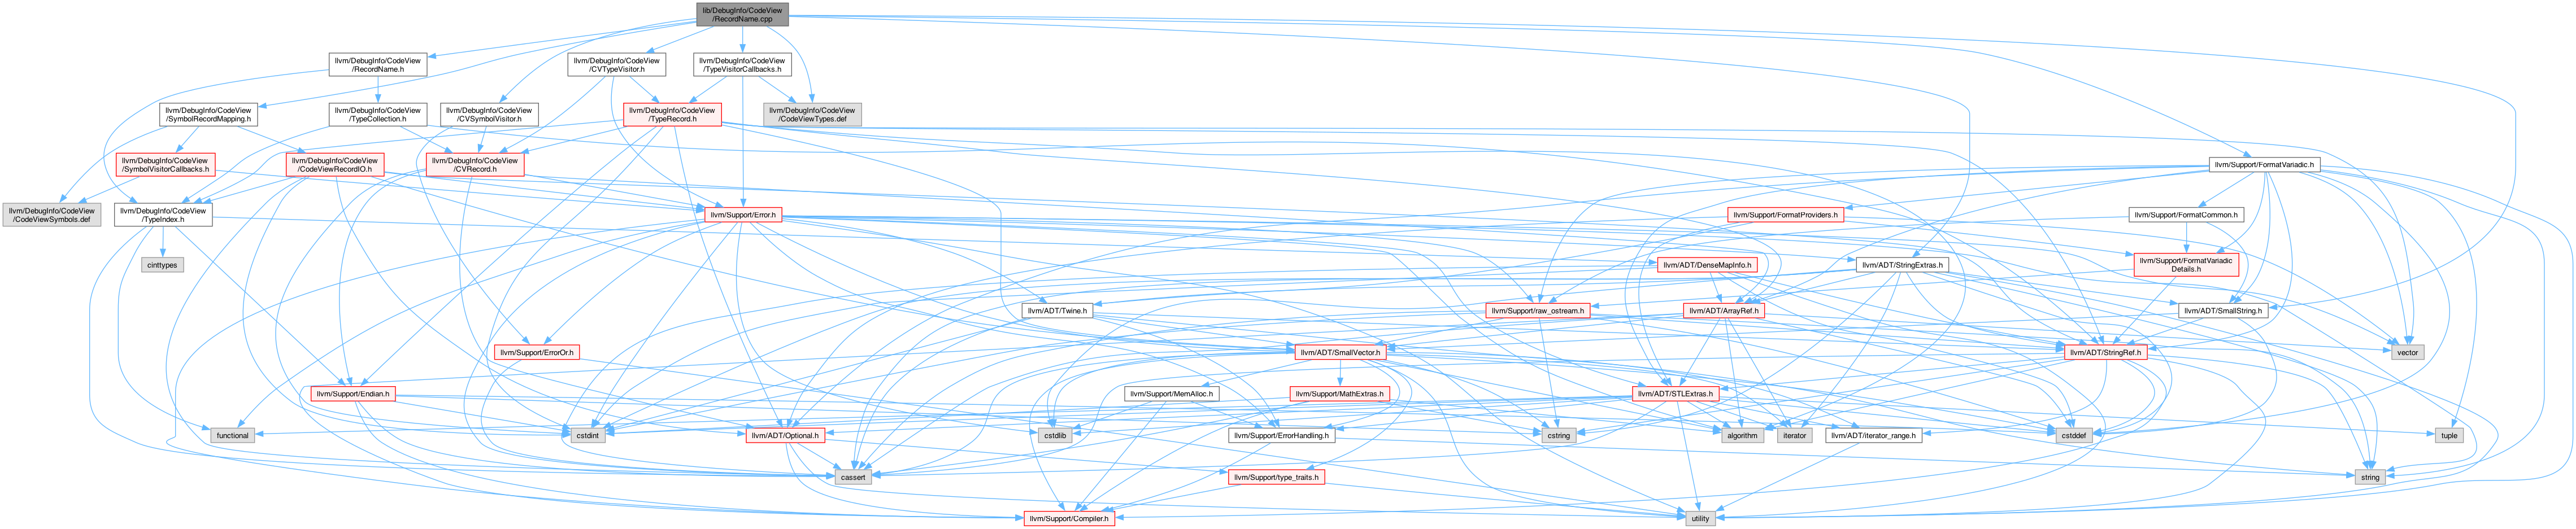 lib/DebugInfo/CodeView
/RecordName.cpp
llvm/DebugInfo/CodeView
/RecordName.h
llvm/DebugInfo/CodeView
/CVTypeVisitor.h
llvm/DebugInfo/CodeView
/TypeVisitorCallbacks.h
llvm/DebugInfo/CodeView
/SymbolRecordMapping.h
llvm/DebugInfo/CodeView
/TypeCollection.h
llvm/DebugInfo/CodeView
/CVSymbolVisitor.h
llvm/DebugInfo/CodeView
/TypeRecord.h
llvm/DebugInfo/CodeView
/CodeViewTypes.def
llvm/DebugInfo/CodeView
/SymbolVisitorCallbacks.h
llvm/DebugInfo/CodeView
/CodeViewRecordIO.h
llvm/DebugInfo/CodeView
/CVRecord.h
llvm/Support/FormatVariadic.h
llvm/DebugInfo/CodeView
/CodeViewSymbols.def
llvm/DebugInfo/CodeView
/TypeIndex.h
llvm/Support/Error.h
llvm/Support/FormatProviders.h
llvm/Support/FormatCommon.h
cinttypes
llvm/ADT/DenseMapInfo.h
llvm/ADT/StringExtras.h
llvm/Support/FormatVariadic
Details.h
llvm/ADT/Twine.h
llvm/Support/raw_ostream.h
llvm/ADT/ArrayRef.h
llvm/ADT/SmallString.h
llvm/Support/ErrorOr.h
llvm/ADT/SmallVector.h
llvm/ADT/StringRef.h
vector
llvm/Support/Endian.h
llvm/Support/MemAlloc.h
llvm/Support/MathExtras.h
llvm/ADT/STLExtras.h
functional
cstdint
llvm/ADT/Optional.h
cstdlib
llvm/Support/ErrorHandling.h
cstring
algorithm
iterator
llvm/ADT/iterator_range.h
cstddef
tuple
cassert
llvm/Support/type_traits.h
string
llvm/Support/Compiler.h
utility